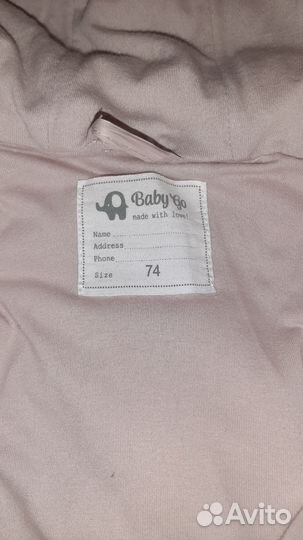 Baby Go
made with love!
Name
Address
Phone
Size 74
Avito